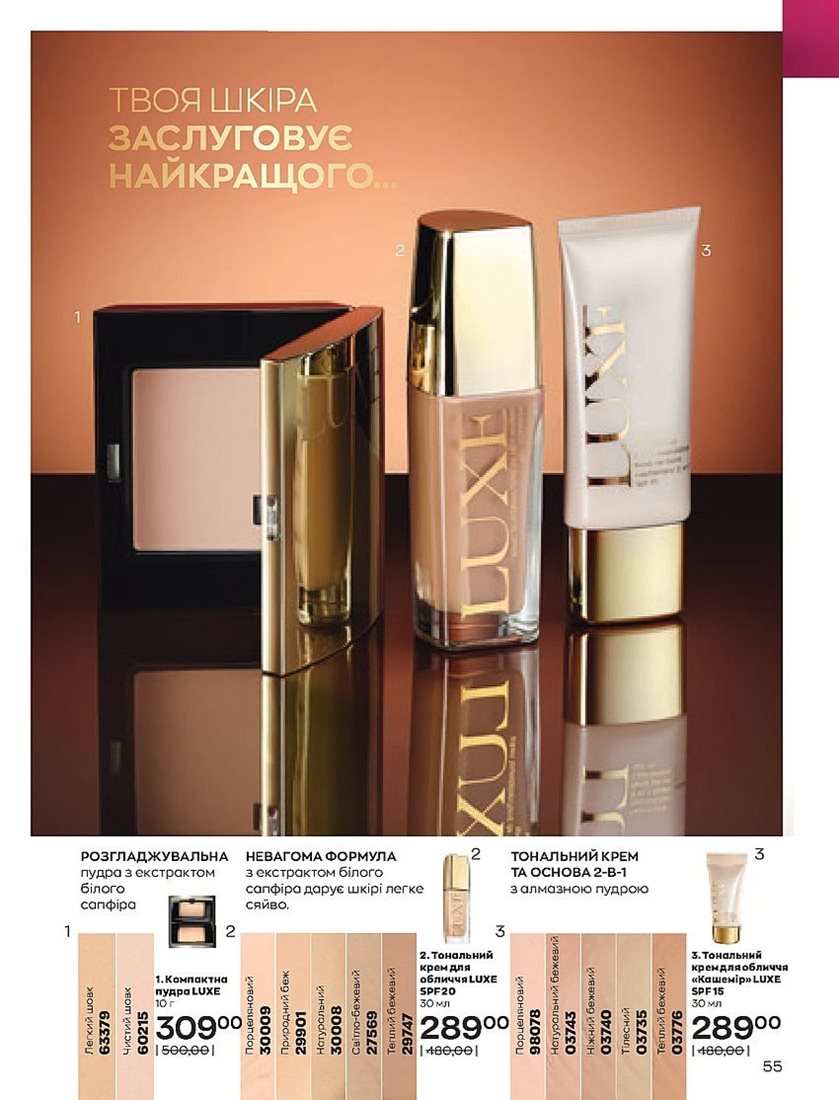 ТВОЯ ШКІРА
ЗАСЛУГОВУЄ
НАЙКРАЩОГО...
1
2
3
LUXE
LUXE
РОЗГЛАДЖУВАЛЬНА
пудра з екстрактом
білого
сапфіра
1
Легкий шовк
63379
Чистий шовк
60215
1. Компактна
пудра LUXE
10 г
30900
|500,00|
НЕВАГОМА ФОРМУЛА
з екстрактом білого
сапфіра дарує шкірі легке
сяйво.
2
2
Порцеляновий
30009
Природний беж
29901
Натуральний
30008
Світло-бежевий
27569
Теплий бежевий
29747
2. Тональний
крем для
обличчя LUXE
SPF 20
30 мл
28900
|480,00|
ТОНАЛЬНИЙ КРЕМ
ТА ОСНОВА 2-В-1
з алмазною пудрою
3
3
Порцеляновий
98078
Натуральний бежевий
03743
Ніжний бежевий
03740
Тілесний
03735
Теплий бежевий
03776
3. Тональний
крем для обличчя
«Кашемір» LUXE
SPF 15
30 мл
28900
|480,00|
55